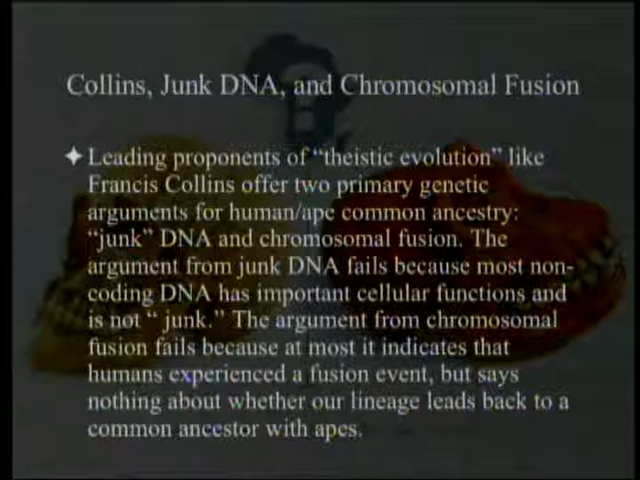 Collins, Junk DNA, and Chromosomal Fusion
Leading proponents of “theistic evolution” like
Francis Collins offer two primary genetic
arguments for human/ape common ancestry:
“junk” DNA and chromosomal fusion. The
argument from junk DNA fails because most non-
coding DNA has important cellular functions and
is not “ junk.” The argument from chromosomal
fusion fails because at most it indicates that
humans experienced a fusion event, but says
nothing about whether our lineage leads back to a
common ancestor with apes.